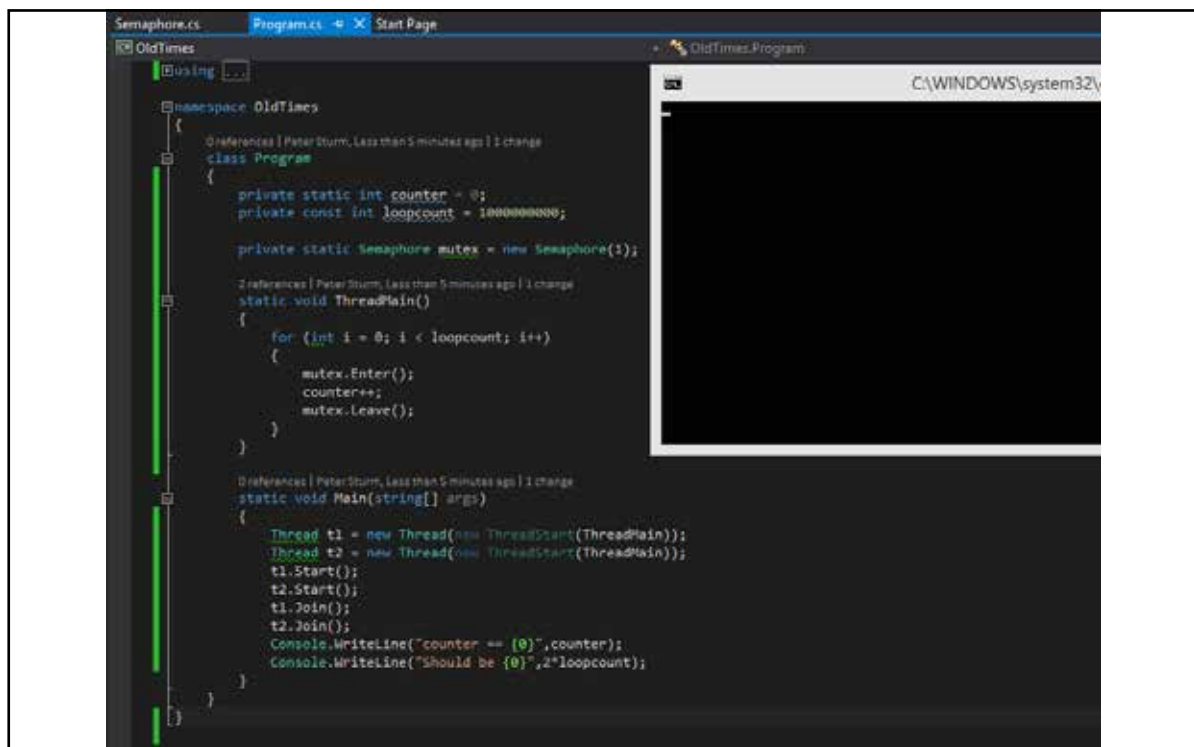 Semaphore.cs Program.cs Start Page
OldTimes OldTimes.Program
using ...
C:\WINDOWS\system32\
namespace OldTimes
{
0 references | Peter Sturm, Less than 5 minutes ago | 1 change
class Program
{
private static int counter = 0;
private const int loopcount = 1000000000;
private static Semaphore mutex = new Semaphore(1);
2 references | Peter Sturm, Less than 5 minutes ago | 1 change
static void ThreadMain()
{
for (int i = 0; i < loopcount; i++)
{
mutex.Enter();
counter++;
mutex.Leave();
}
}
0 references | Peter Sturm, Less than 5 minutes ago | 1 change
static void Main(string[] args)
{
Thread t1 = new Thread(new ThreadStart(ThreadMain));
Thread t2 = new Thread(new ThreadStart(ThreadMain));
t1.Start();
t2.Start();
t1.Join();
t2.Join();
Console.WriteLine("counter == {0}",counter);
Console.WriteLine("Should be {0}",2*loopcount);
}
}
}